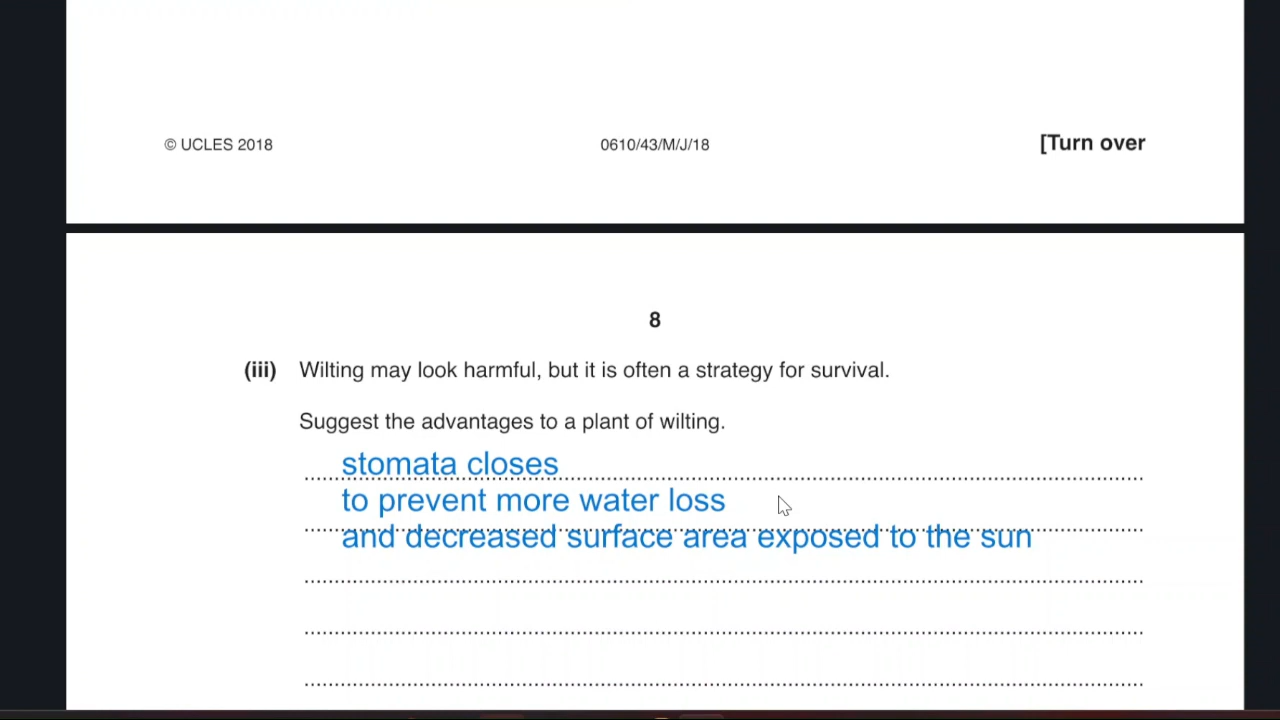 © UCLES 2018 0610/43/M/J/18 [Turn over
8
(iii) Wilting may look harmful, but it is often a strategy for survival.
Suggest the advantages to a plant of wilting.
stomata closes
to prevent more water loss
and decreased surface area exposed to the sun